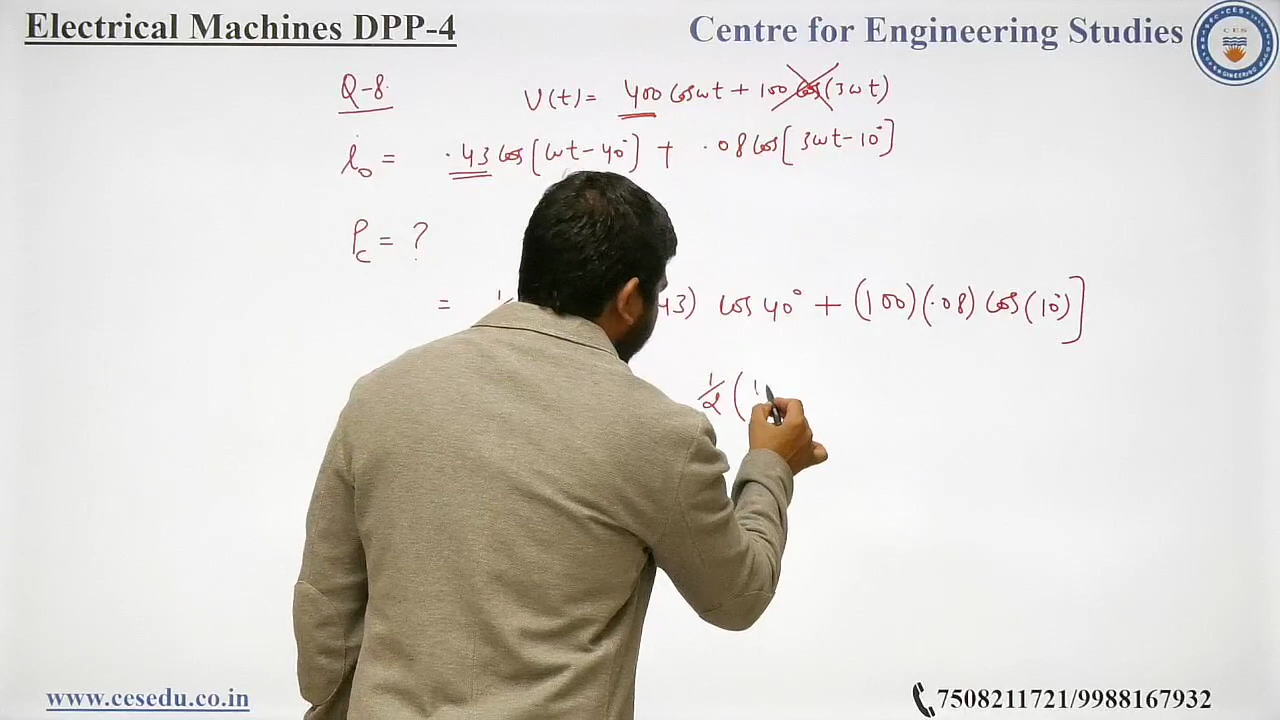 Electrical Machines DPP-4
Centre for Engineering Studies
CES
Q-8.
V(t) = 400 cos ωt + 100 cos (3ωt)
i₀ = .43 cos [ωt - 40°] + .08 cos [3ωt - 10°]
P_C = ?
= 43) cos 40° + (100)(.08) cos (10°)]
1/2 (
www.cesedu.co.in
7508211721/9988167932